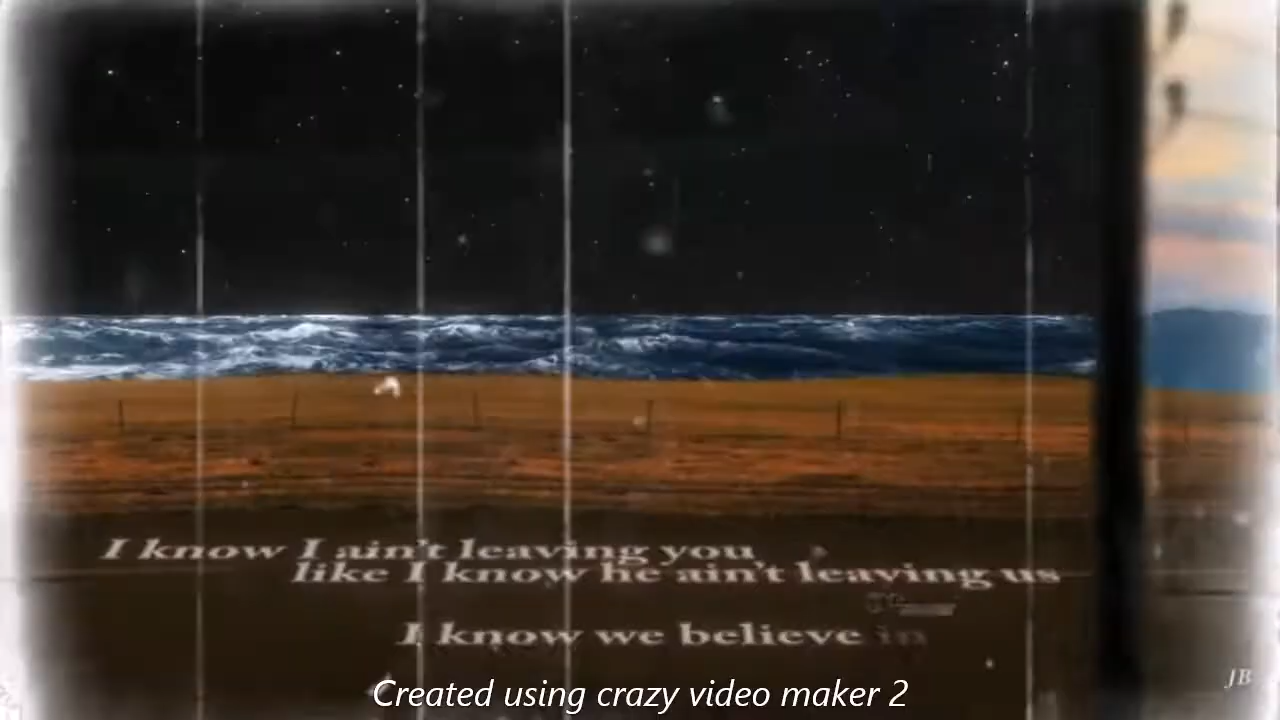 I know I ain't leaving you
like I know he ain't leaving us
I know we believe in
JB
Created using crazy video maker 2